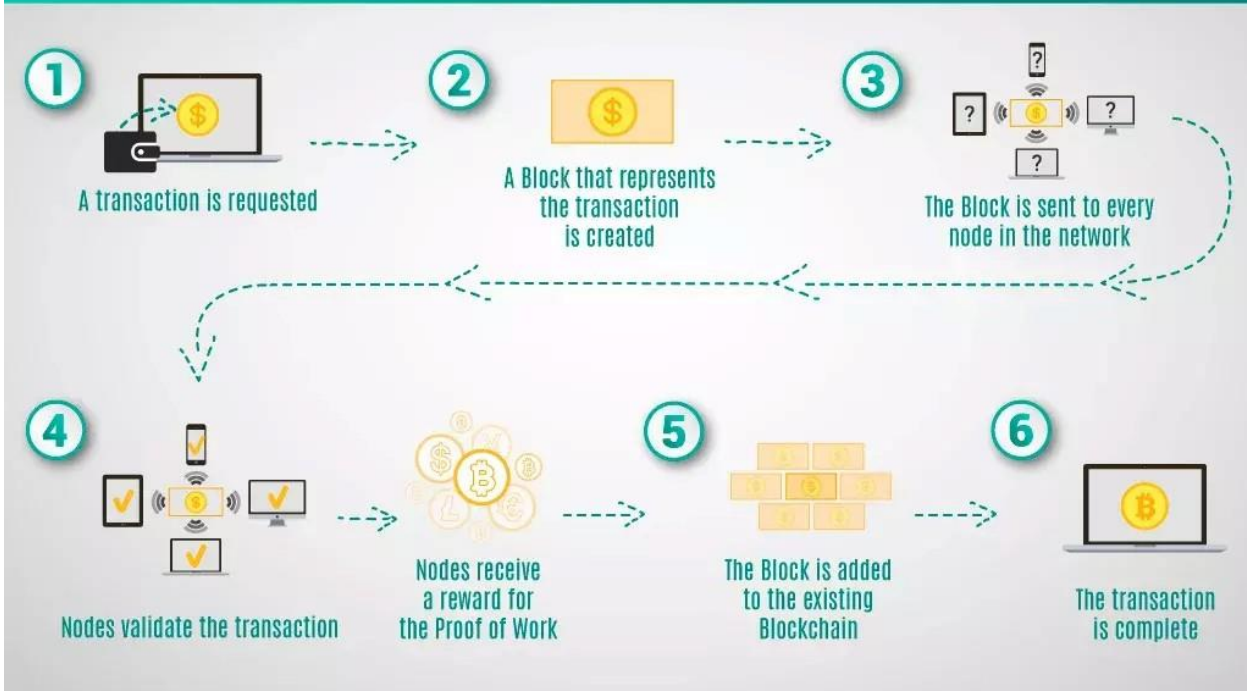 1
A transaction is requested
2
A Block that represents
the transaction
is created
3
?
?
?
?
The Block is sent to every
node in the network
4
Nodes validate the transaction
Nodes receive
a reward for
the Proof of Work
5
The Block is added
to the existing
Blockchain
6
The transaction
is complete